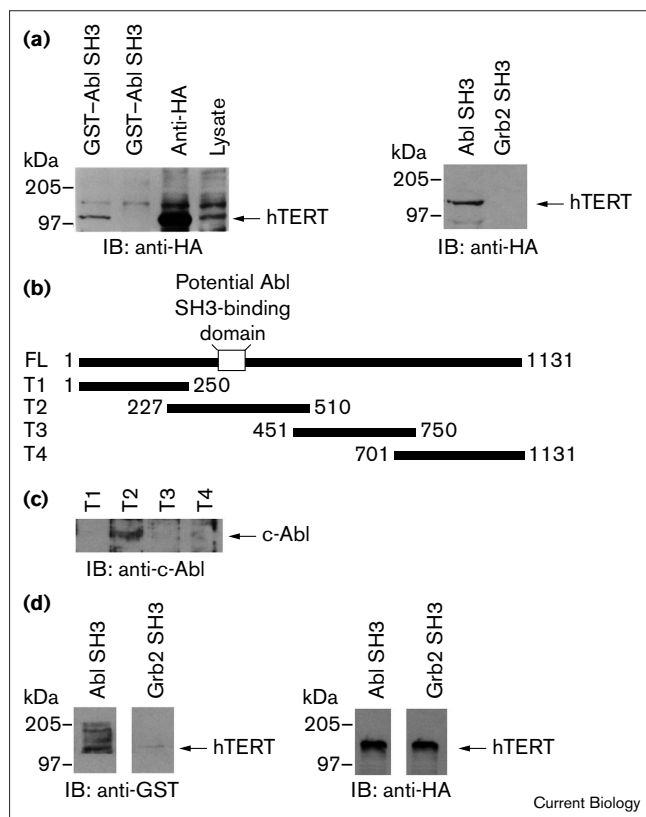 (a)
GST–Abl SH3
GST–Abl SH3
Anti-HA
Lysate
kDa
205
97
hTERT
IB: anti-HA
Abl SH3
Grb2 SH3
kDa
205
97
hTERT
IB: anti-HA
(b)
Potential Abl
SH3-binding
domain
FL 1 1131
T1 1 250
T2 227 510
T3 451 750
T4 701 1131
(c)
T1 T2 T3 T4
c-Abl
IB: anti-c-Abl
(d)
Abl SH3
Grb2 SH3
kDa
205
97
hTERT
IB: anti-GST
Abl SH3
Grb2 SH3
kDa
205
97
hTERT
IB: anti-HA
Current Biology